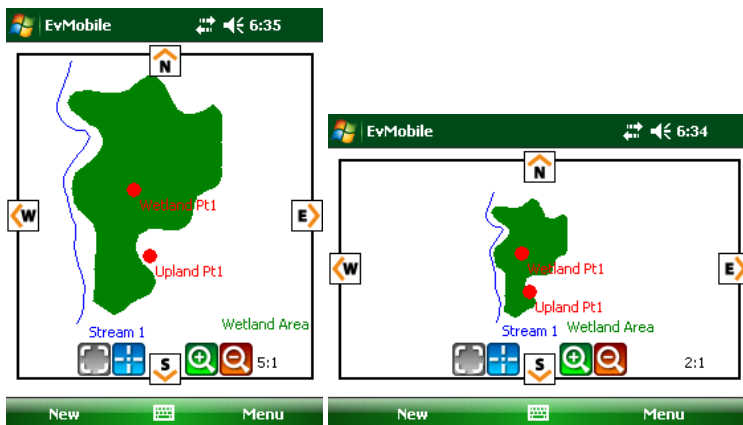 EvMobile 6:35
N
W
E
Wetland Pt1
Upland Pt1
Stream 1
Wetland Area
S
5:1
New Menu
EvMobile 6:34
N
W
E
Wetland Pt1
Upland Pt1
Stream 1 Wetland Area
S
2:1
New Menu